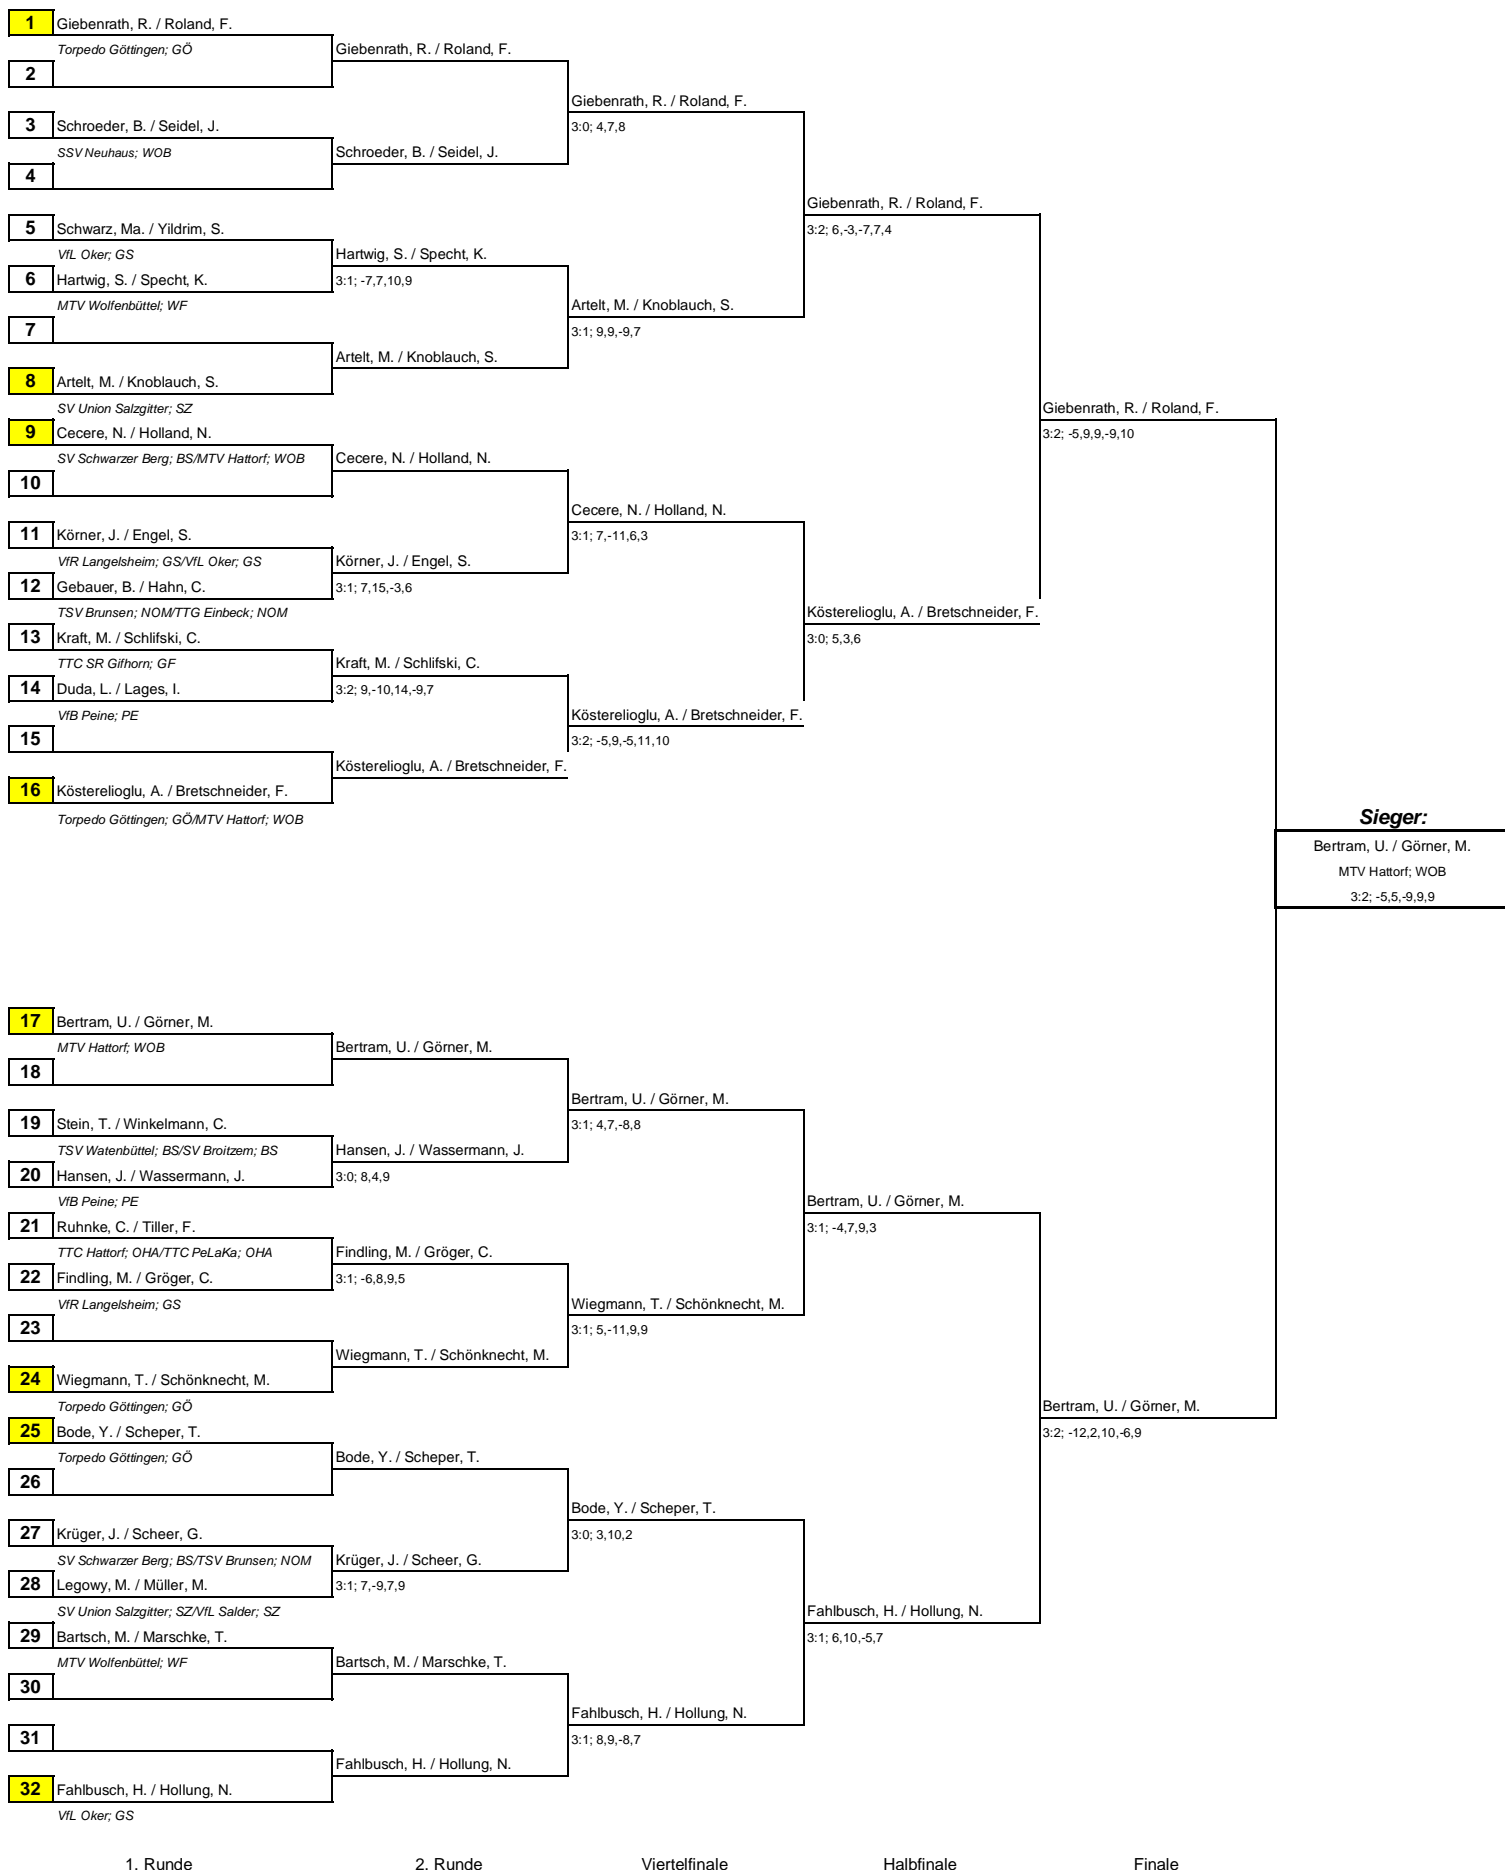 1 Giebenrath, R. / Roland, F.
Torpedo Göttingen; GÖ
Giebenrath, R. / Roland, F.
2
Giebenrath, R. / Roland, F.
3 Schroeder, B. / Seidel, J.
3:0; 4,7,8
SSV Neuhaus; WOB
Schroeder, B. / Seidel, J.
4
Giebenrath, R. / Roland, F.
5 Schwarz, Ma. / Yildrim, S.
3:2; 6,-3,-7,7,4
VfL Oker; GS
Hartwig, S. / Specht, K.
6 Hartwig, S. / Specht, K.
3:1; -7,7,10,9
MTV Wolfenbüttel; WF
Artelt, M. / Knoblauch, S.
7
3:1; 9,9,-9,7
Artelt, M. / Knoblauch, S.
8 Artelt, M. / Knoblauch, S.
SV Union Salzgitter; SZ
Giebenrath, R. / Roland, F.
9 Cecere, N. / Holland, N.
3:2; -5,9,9,-9,10
SV Schwarzer Berg; BS/MTV Hattorf; WOB
Cecere, N. / Holland, N.
10
Cecere, N. / Holland, N.
11 Körner, J. / Engel, S.
3:1; 7,-11,6,3
VfR Langelsheim; GS/VfL Oker; GS
Körner, J. / Engel, S.
12 Gebauer, B. / Hahn, C.
3:1; 7,15,-3,6
TSV Brunsen; NOM/TTG Einbeck; NOM
Kösterelioglu, A. / Bretschneider, F.
13 Kraft, M. / Schlifski, C.
3:0; 5,3,6
TTC SR Gifhorn; GF
Kraft, M. / Schlifski, C.
14 Duda, L. / Lages, I.
3:2; 9,-10,14,-9,7
VfB Peine; PE
Kösterelioglu, A. / Bretschneider, F.
15
3:2; -5,9,-5,11,10
Kösterelioglu, A. / Bretschneider, F.
16 Kösterelioglu, A. / Bretschneider, F.
Torpedo Göttingen; GÖ/MTV Hattorf; WOB
Sieger:
Bertram, U. / Görner, M.
MTV Hattorf; WOB
3:2; -5,5,-9,9,9
17 Bertram, U. / Görner, M.
MTV Hattorf; WOB
Bertram, U. / Görner, M.
18
Bertram, U. / Görner, M.
19 Stein, T. / Winkelmann, C.
3:1; 4,7,-8,8
TSV Watenbüttel; BS/SV Broitzem; BS
Hansen, J. / Wassermann, J.
20 Hansen, J. / Wassermann, J.
3:0; 8,4,9
VfB Peine; PE
Bertram, U. / Görner, M.
21 Ruhnke, C. / Tiller, F.
3:1; -4,7,9,3
TTC Hattorf; OHA/TTC PeLaKa; OHA
Findling, M. / Gröger, C.
22 Findling, M. / Gröger, C.
3:1; -6,8,9,5
VfR Langelsheim; GS
Wiegmann, T. / Schönknecht, M.
23
3:1; 5,-11,9,9
Wiegmann, T. / Schönknecht, M.
24 Wiegmann, T. / Schönknecht, M.
Torpedo Göttingen; GÖ
Bertram, U. / Görner, M.
25 Bode, Y. / Scheper, T.
3:2; -12,2,10,-6,9
Torpedo Göttingen; GÖ
Bode, Y. / Scheper, T.
26
Bode, Y. / Scheper, T.
27 Krüger, J. / Scheer, G.
3:0; 3,10,2
SV Schwarzer Berg; BS/TSV Brunsen; NOM
Krüger, J. / Scheer, G.
28 Legowy, M. / Müller, M.
3:1; 7,-9,7,9
SV Union Salzgitter; SZ/VfL Salder; SZ
Fahlbusch, H. / Hollung, N.
29 Bartsch, M. / Marschke, T.
3:1; 6,10,-5,7
MTV Wolfenbüttel; WF
Bartsch, M. / Marschke, T.
30
Fahlbusch, H. / Hollung, N.
31
3:1; 8,9,-8,7
Fahlbusch, H. / Hollung, N.
32 Fahlbusch, H. / Hollung, N.
VfL Oker; GS
1. Runde 2. Runde Viertelfinale Halbfinale Finale